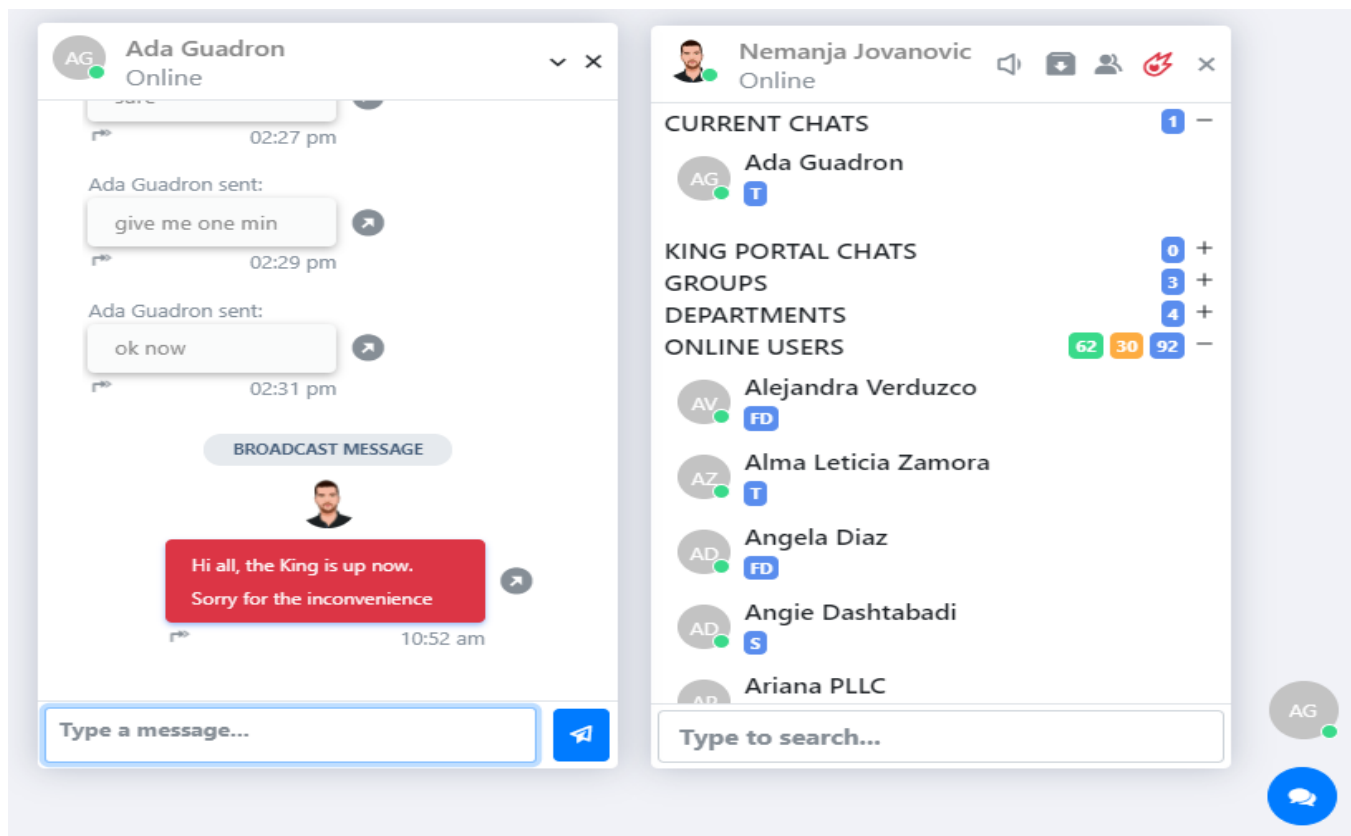 AG
Ada Guadron
Online
sure
02:27 pm
Ada Guadron sent:
give me one min
02:29 pm
Ada Guadron sent:
ok now
02:31 pm
BROADCAST MESSAGE
Hi all, the King is up now.
Sorry for the inconvenience
10:52 am
Type a message...
Nemanja Jovanovic
Online
CURRENT CHATS 1
AG
Ada Guadron
T
KING PORTAL CHATS 0
GROUPS 3
DEPARTMENTS 4
ONLINE USERS 62 30 92
AV
Alejandra Verduzco
FD
AZ
Alma Leticia Zamora
T
AD
Angela Diaz
FD
AD
Angie Dashtabadi
S
AP
Ariana PLLC
Type to search...
AG